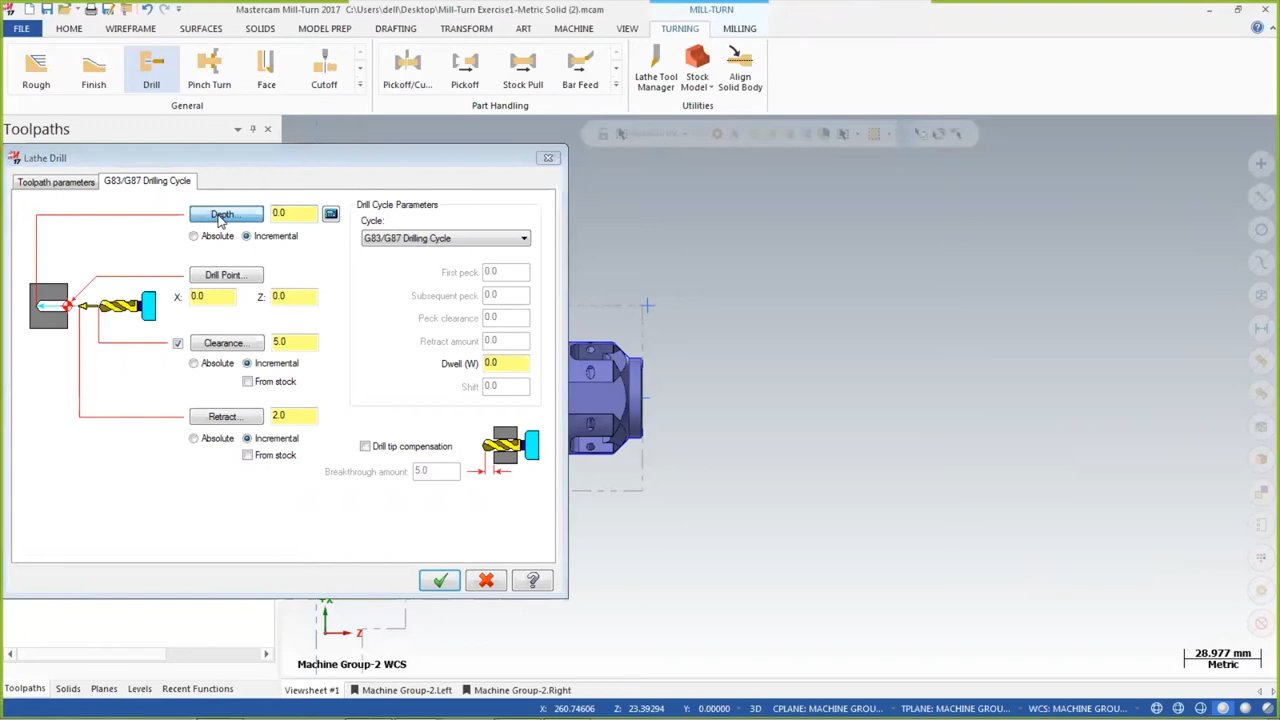 Mastercam Mill-Turn 2017 C:\Users\dell\Desktop\Mill-Turn Exercise1-Metric Solid (2).mcam
MILL-TURN
FILE HOME WIREFRAME SURFACES SOLIDS MODEL PREP DRAFTING TRANSFORM ART MACHINE VIEW TURNING MILLING
Rough Finish Drill Pinch Turn Face Cutoff Pickoff/Cu... Pickoff Stock Pull Bar Feed Lathe Tool Manager Stock Model Align Solid Body
General Part Handling Utilities
Toolpaths
Lathe Drill
Toolpath parameters G83/G87 Drilling Cycle
Depth... 0.0
Absolute Incremental
Drill Point...
X: 0.0 Z: 0.0
Clearance... 5.0
Absolute Incremental
From stock
Retract... 2.0
Absolute Incremental
From stock
Drill Cycle Parameters
Cycle:
G83/G87 Drilling Cycle
First peck 0.0
Subsequent peck 0.0
Peck clearance 0.0
Retract amount 0.0
Dwell (W) 0.0
Shift 0.0
Drill tip compensation
Breakthrough amount: 5.0
+X
Z
Machine Group-2 WCS
28.977 mm
Metric
Toolpaths Solids Planes Levels Recent Functions
Viewsheet #1 Machine Group-2.Left Machine Group-2.Right
X: 260.74606 Z: 23.39294 Y: 0.00000 3D CPLANE: MACHINE GROU... TPLANE: MACHINE GROU... WCS: MACHINE GROU...